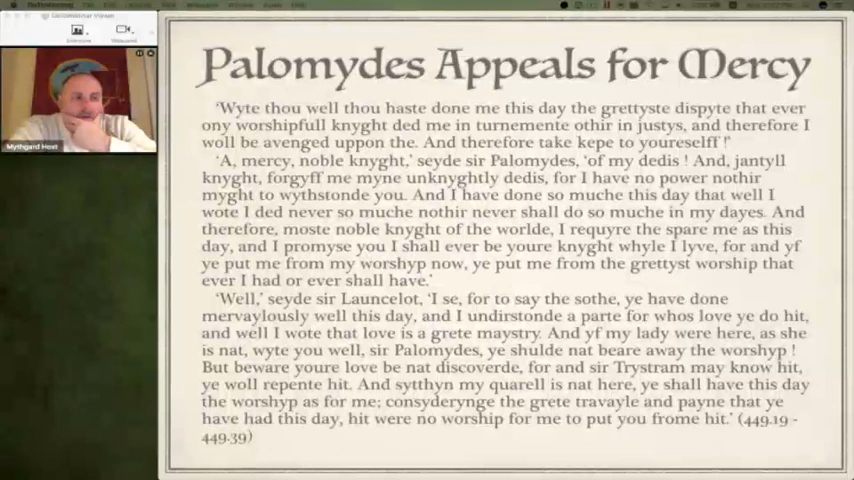 GoToWebinar Viewer
Webcams
Mythgard Host
Palomydes Appeals for Mercy
'Wyte thou well thou haste done me this day the grettyste dispyte that ever
ony worshipfull knyght ded me in turnemente othir in justys, and therefore I
woll be avenged uppon the. And therefore take kepe to youreselff !'
'A, mercy, noble knyght,' seyde sir Palomydes, 'of my dedis ! And, jantyll
knyght, forgyff me myne unknyghtly dedis, for I have no power nothir
myght to wythstonde you. And I have done so muche this day that well I
wote I ded never so muche nothir never shall do so muche in my dayes. And
therefore, moste noble knyght of the worlde, I requyre the spare me as this
day, and I promyse you I shall ever be youre knyght whyle I lyve, for and yf
ye put me from my worshyp now, ye put me from the grettyst worship that
ever I had or ever shall have.'
'Well,' seyde sir Launcelot, 'I se, for to say the sothe, ye have done
mervaylously well this day, and I undirstonde a parte for whos love ye do hit,
and well I wote that love is a grete maystry. And yf my lady were here, as she
is nat, wyte you well, sir Palomydes, ye shulde nat beare away the worshyp !
But beware youre love be nat discoverde, for and sir Trystram may know hit,
ye woll repente hit. And sytthyn my quarell is nat here, ye shall have this day
the worshyp as for me; consyderynge the grete travayle and payne that ye
have had this day, hit were no worship for me to put you frome hit.' (449.19 -
449.39)